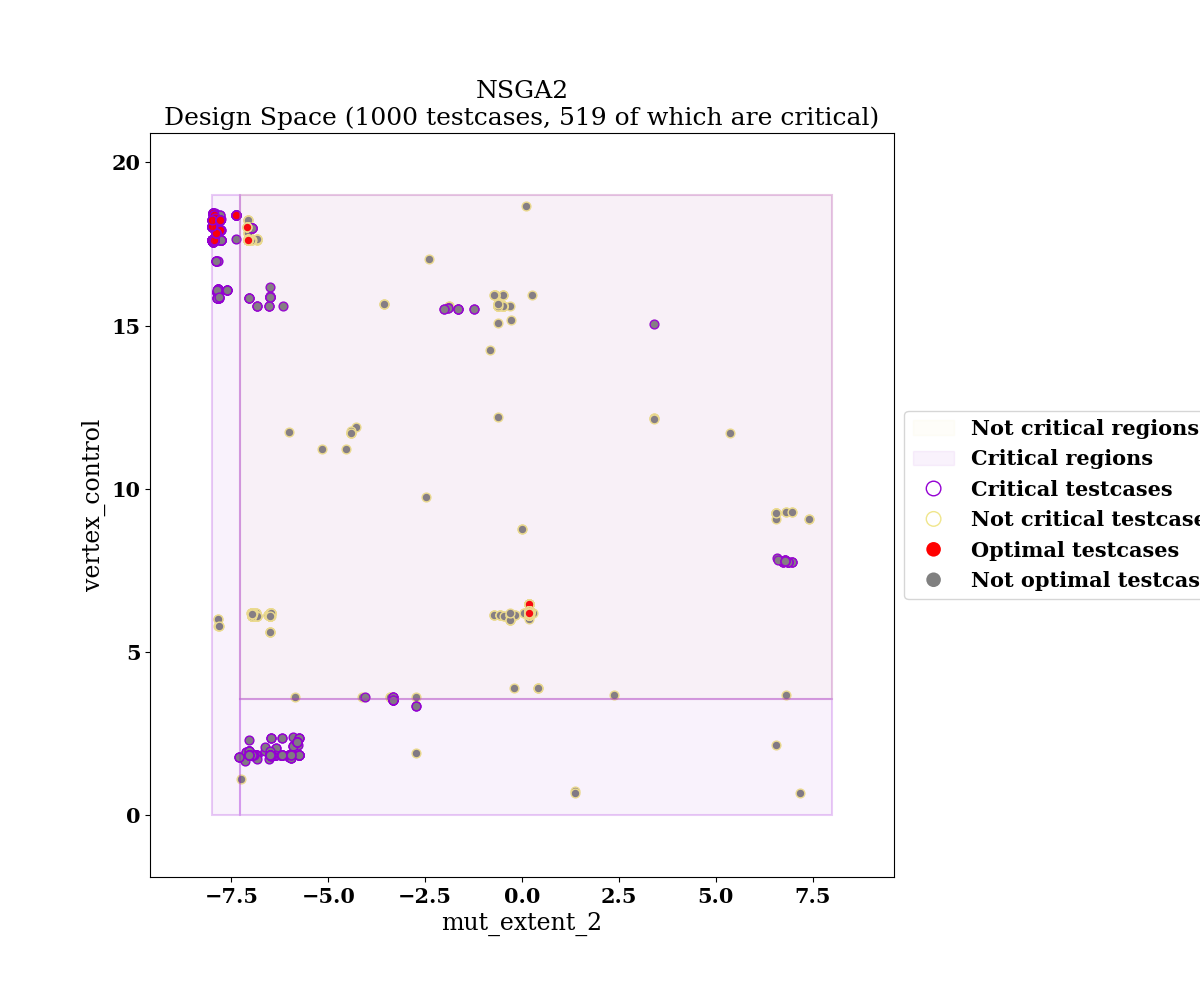 NSGA2
Design Space (1000 testcases, 519 of which are critical)
20
15
10
5
0
vertex_control
−7.5
−5.0
−2.5
0.0
2.5
5.0
7.5
mut_extent_2
Not critical regions
Critical regions
Critical testcases
Not critical testcase
Optimal testcases
Not optimal testcas